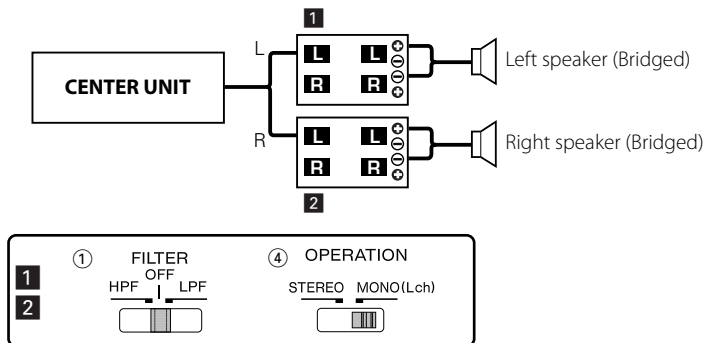 1
L
L L ⊕
⊖
CENTER UNIT
Left speaker (Bridged)
R R ⊖
⊕
R
L L ⊕
⊖
Right speaker (Bridged)
R R ⊖
⊕
2
1
2
① FILTER
OFF
HPF LPF
④ OPERATION
STEREO MONO(Lch)